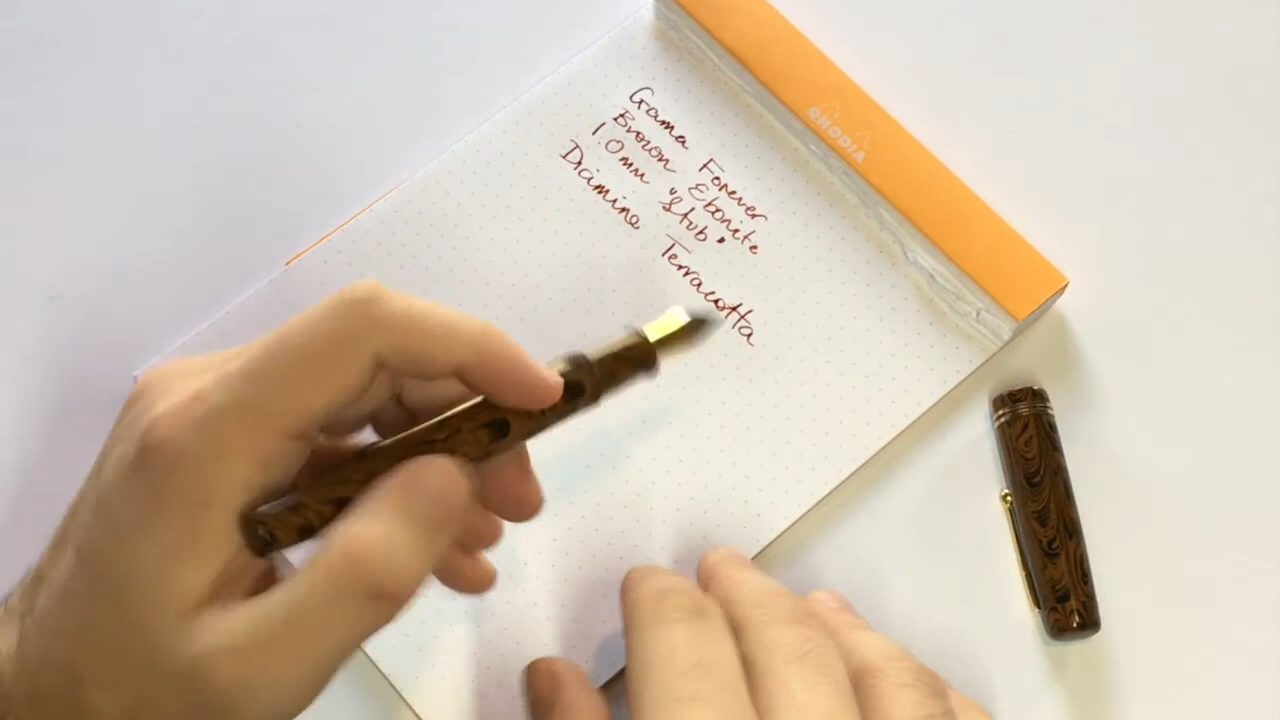 RHODIA
Gama Forever
Brown Ebonite
1.0mm "Stub"
Diamine Terracotta